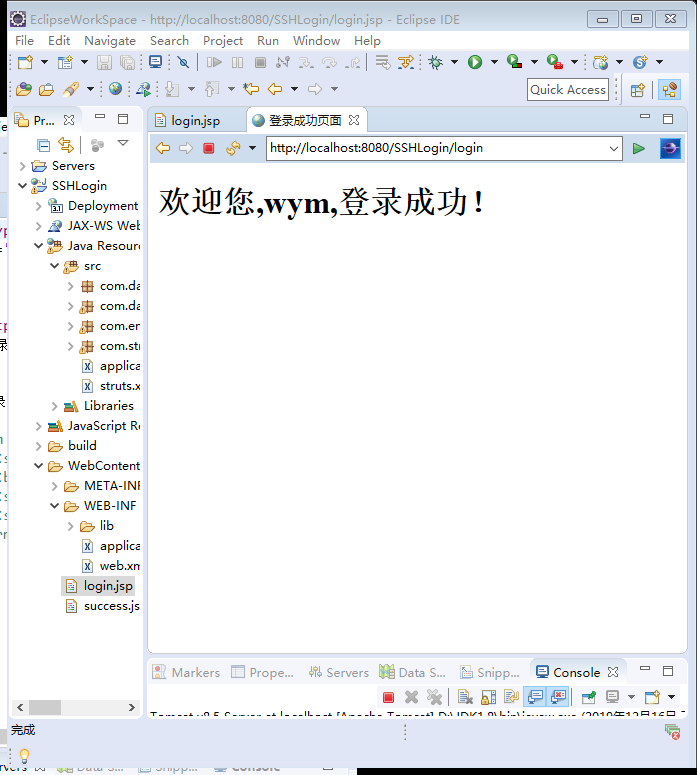 EclipseWorkSpace - http://localhost:8080/SSHLogin/login.jsp - Eclipse IDE
File Edit Navigate Search Project Run Window Help
Quick Access
Pr...
login.jsp
登录成功页面
http://localhost:8080/SSHLogin/login
欢迎您,wym,登录成功！
Servers
SSHLogin
Deployment
JAX-WS Web
Java Resour
src
com.da
com.da
com.en
com.str
applica
struts.x
Libraries
JavaScript Re
build
WebContent
META-INF
WEB-INF
lib
applica
web.xm
login.jsp
success.js
Markers Prope... Servers Data S... Snipp... Console
完成